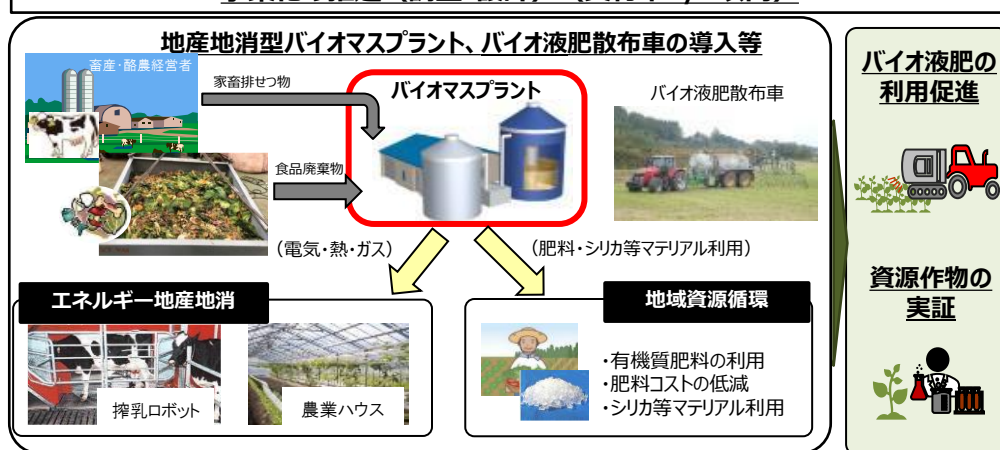 地産地消型バイオマスプラント、バイオ液肥散布車の導入等
畜産・酪農経営者
家畜排せつ物
バイオマスプラント
バイオ液肥散布車
食品廃棄物
（電気・熱・ガス）
（肥料・シリカ等マテリアル利用）
エネルギー地産地消
搾乳ロボット
農業ハウス
地域資源循環
・有機質肥料の利用
・肥料コストの低減
・シリカ等マテリアル利用
バイオ液肥の
利用促進
資源作物の
実証